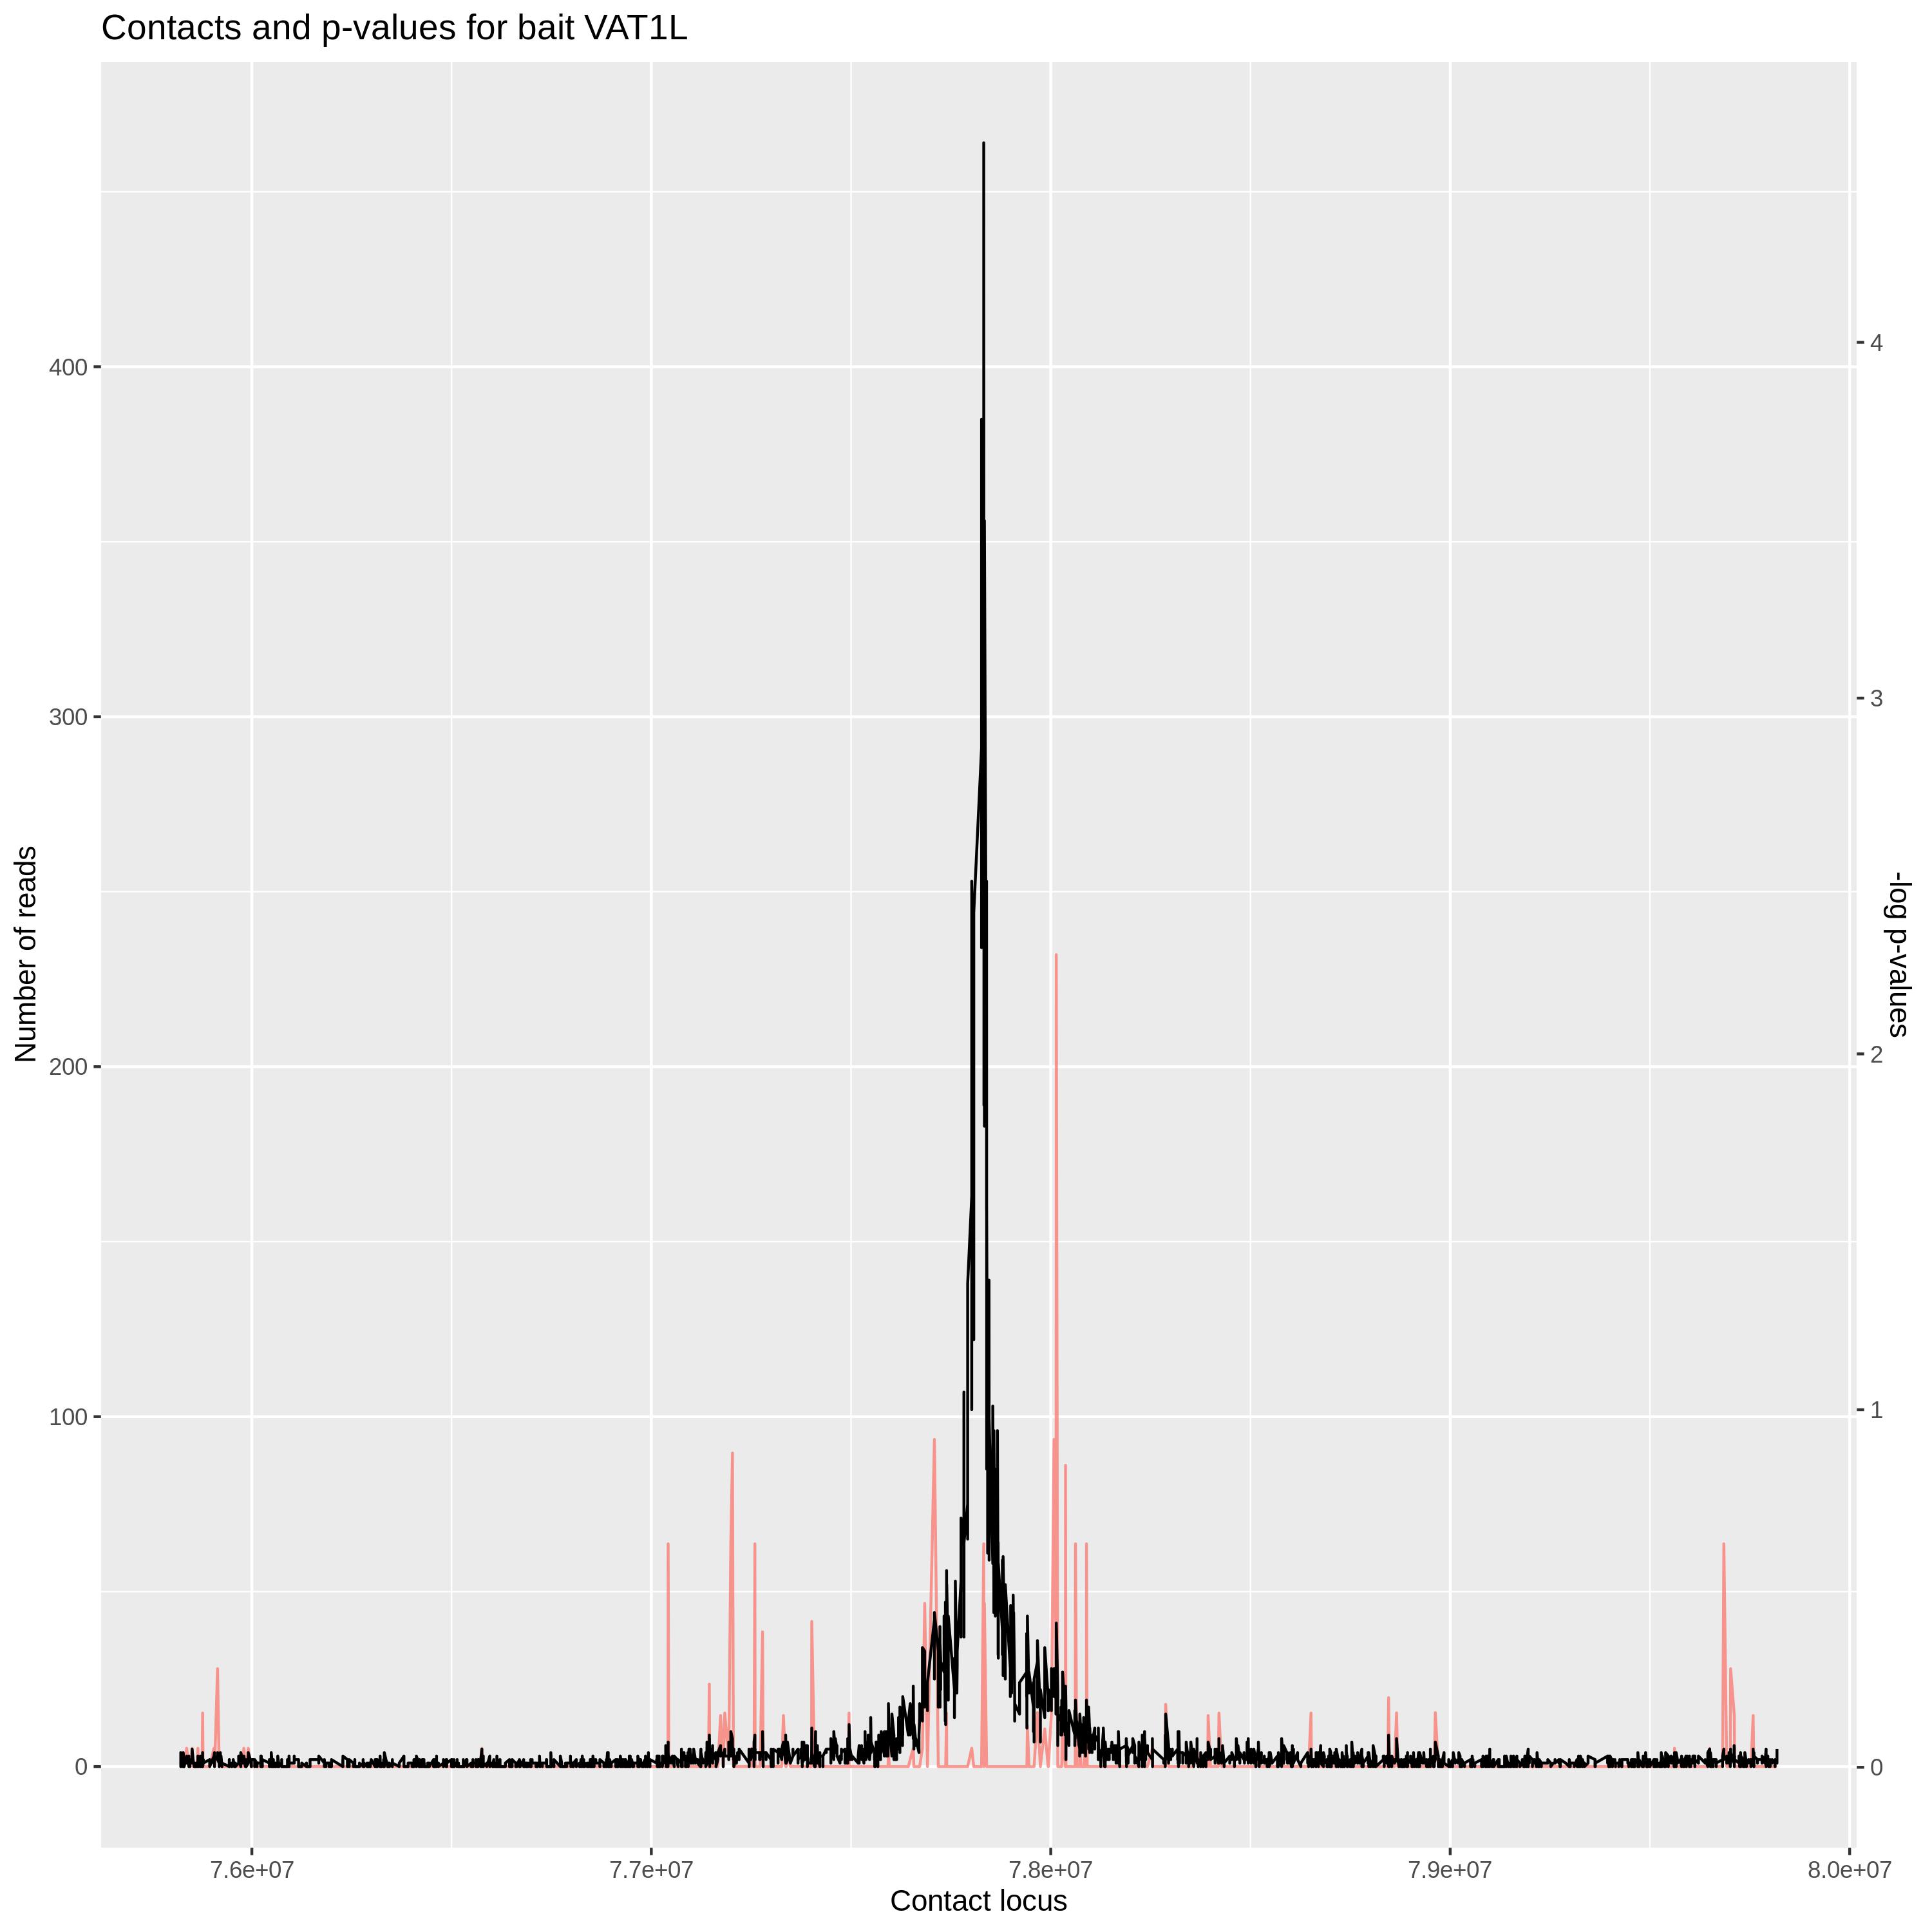 Contacts and p-values for bait VAT1L
Number of reads
400
300
200
100
0
-log p-values
4
3
2
1
0
7.6e+07 7.7e+07 7.8e+07 7.9e+07 8.0e+07
Contact locus